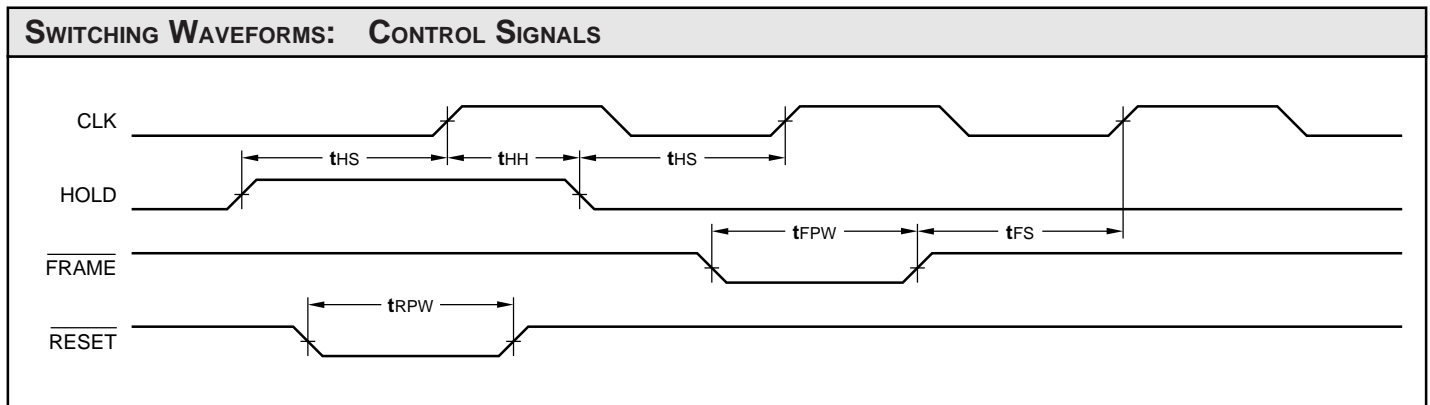 SWITCHING WAVEFORMS: CONTROL SIGNALS
CLK
tHS tHH tHS
HOLD
tFPW tFS
FRAME
tRPW
RESET